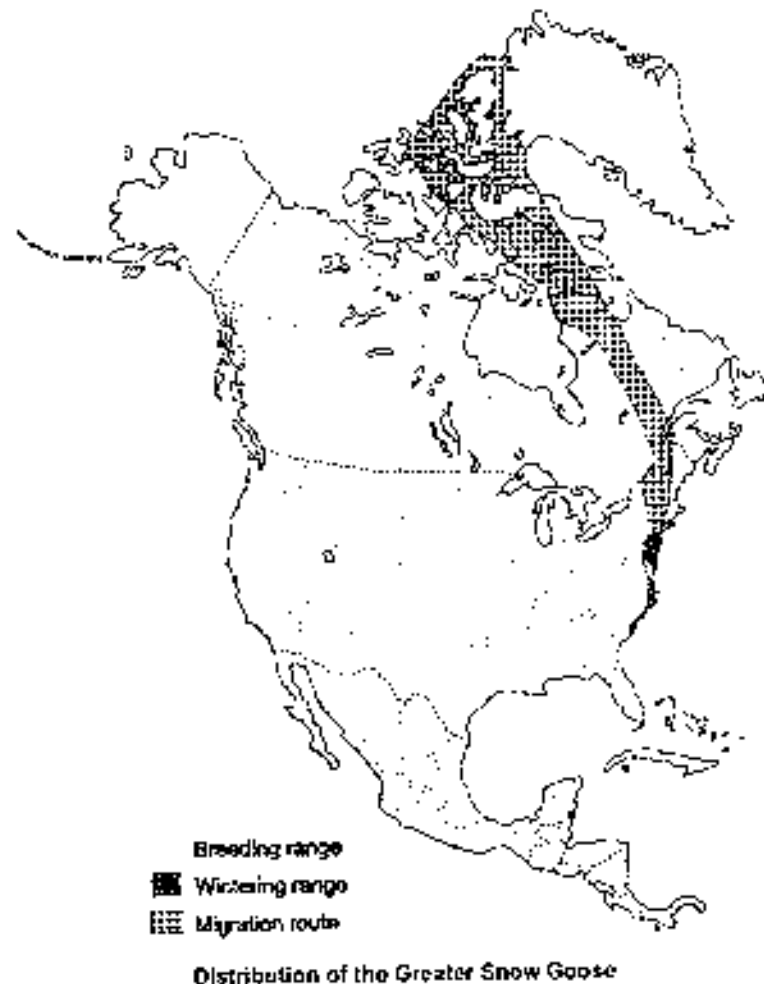 Breeding range
Wintering range
Migration route
Distribution of the Greater Snow Goose